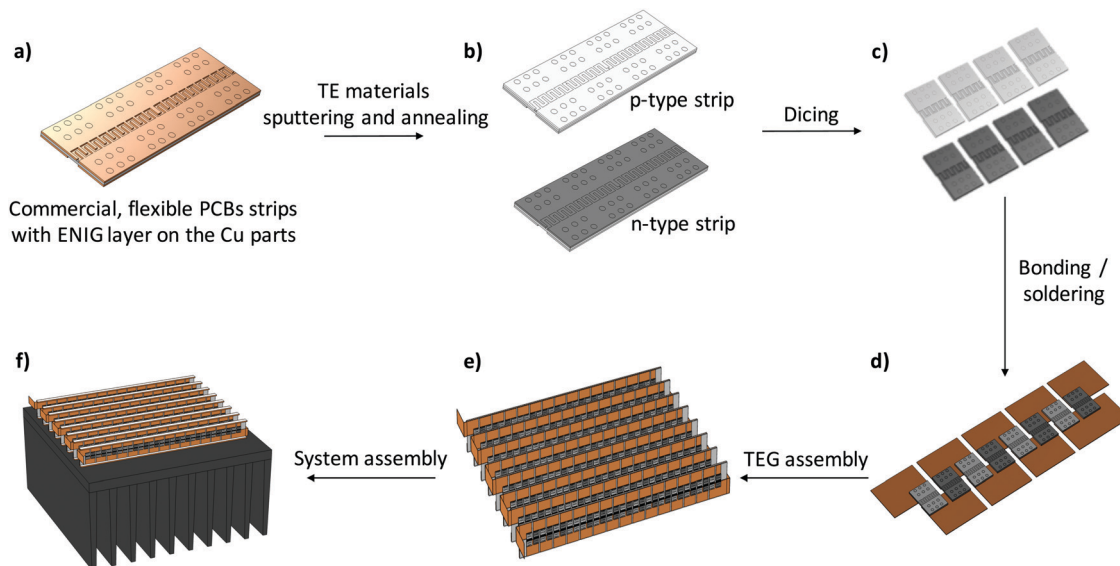 a)
TE materials
sputtering and annealing
Commercial, flexible PCBs strips
with ENIG layer on the Cu parts
b)
p-type strip
n-type strip
Dicing
c)
Bonding /
soldering
d)
TEG assembly
e)
System assembly
f)